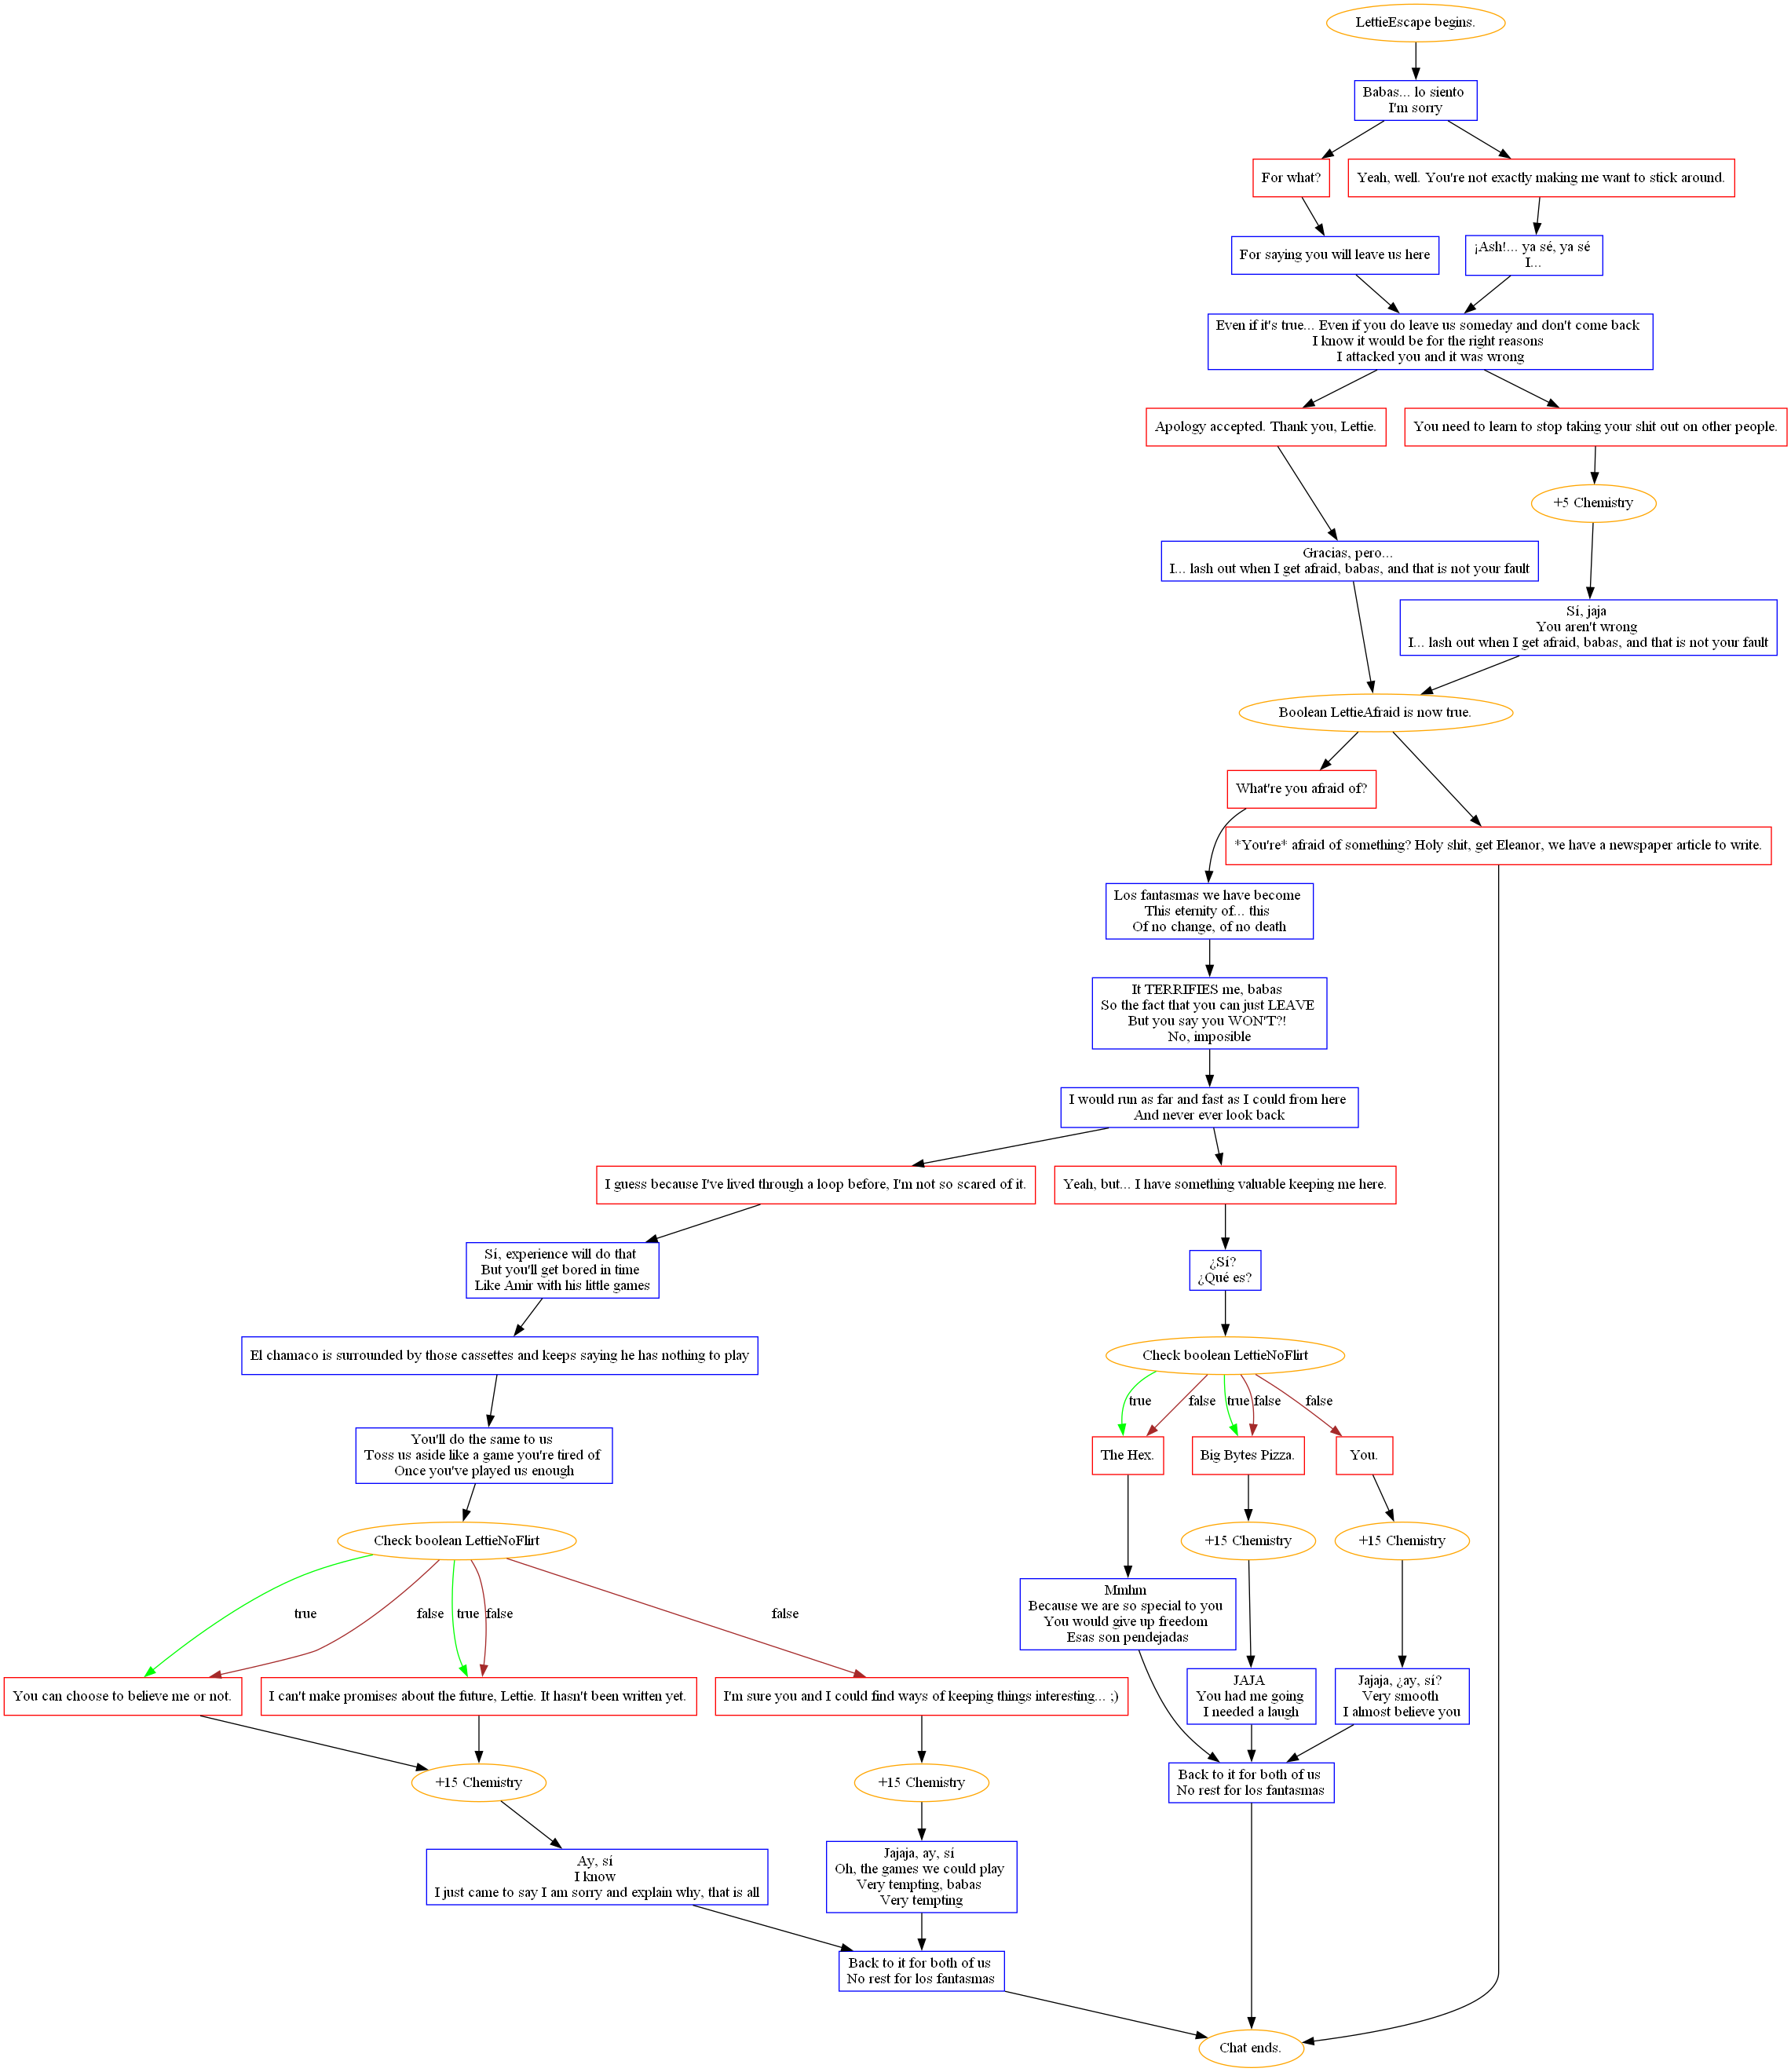 LettieEscape begins.
Babas... lo siento
I'm sorry
For what?
Yeah, well. You're not exactly making me want to stick around.
For saying you will leave us here
¡Ash!... ya sé, ya sé
I...
Even if it's true... Even if you do leave us someday and don't come back
I know it would be for the right reasons
I attacked you and it was wrong
Apology accepted. Thank you, Lettie.
You need to learn to stop taking your shit out on other people.
+5 Chemistry
Gracias, pero...
I... lash out when I get afraid, babas, and that is not your fault
Sí, jaja
You aren't wrong
I... lash out when I get afraid, babas, and that is not your fault
Boolean LettieAfraid is now true.
What're you afraid of?
*You're* afraid of something? Holy shit, get Eleanor, we have a newspaper article to write.
Los fantasmas we have become
This eternity of... this
Of no change, of no death
It TERRIFIES me, babas
So the fact that you can just LEAVE
But you say you WON'T?!
No, imposible
I would run as far and fast as I could from here
And never ever look back
I guess because I've lived through a loop before, I'm not so scared of it.
Yeah, but... I have something valuable keeping me here.
Sí, experience will do that
But you'll get bored in time
Like Amir with his little games
¿Sí?
¿Qué es?
El chamaco is surrounded by those cassettes and keeps saying he has nothing to play
Check boolean LettieNoFlirt
true
false
true
false
false
You'll do the same to us
Toss us aside like a game you're tired of
Once you've played us enough
The Hex.
Big Bytes Pizza.
You.
Check boolean LettieNoFlirt
+15 Chemistry
+15 Chemistry
true
false
true
false
false
Mmhm
Because we are so special to you
You would give up freedom
Esas son pendejadas
You can choose to believe me or not.
I can't make promises about the future, Lettie. It hasn't been written yet.
I'm sure you and I could find ways of keeping things interesting... ;)
JAJA
You had me going
I needed a laugh
Jajaja, ¿ay, sí?
Very smooth
I almost believe you
+15 Chemistry
+15 Chemistry
Back to it for both of us
No rest for los fantasmas
Ay, sí
I know
I just came to say I am sorry and explain why, that is all
Jajaja, ay, sí
Oh, the games we could play
Very tempting, babas
Very tempting
Back to it for both of us
No rest for los fantasmas
Chat ends.